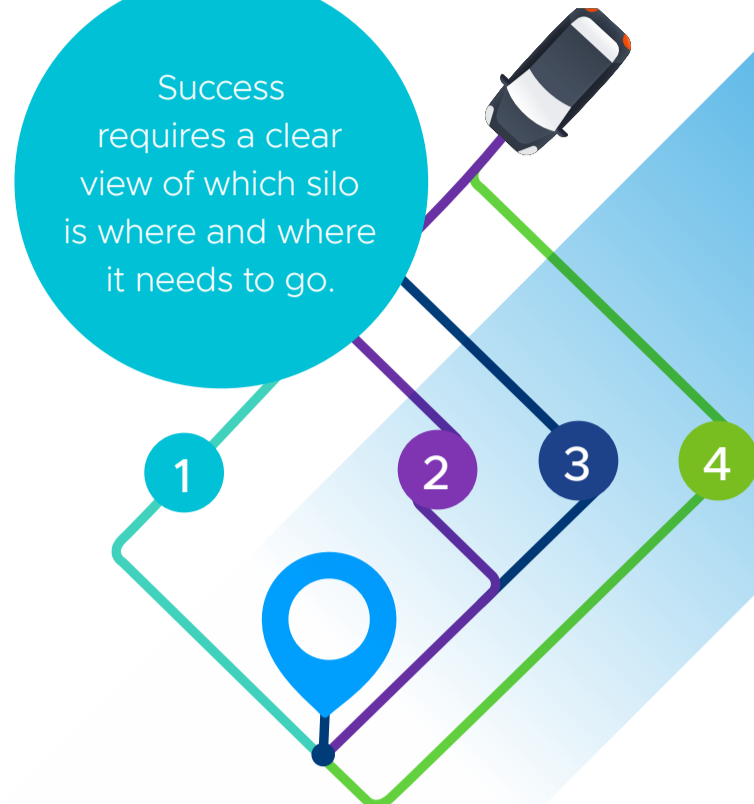 Success
requires a clear
view of which silo
is where and where
it needs to go.
1
2
3
4